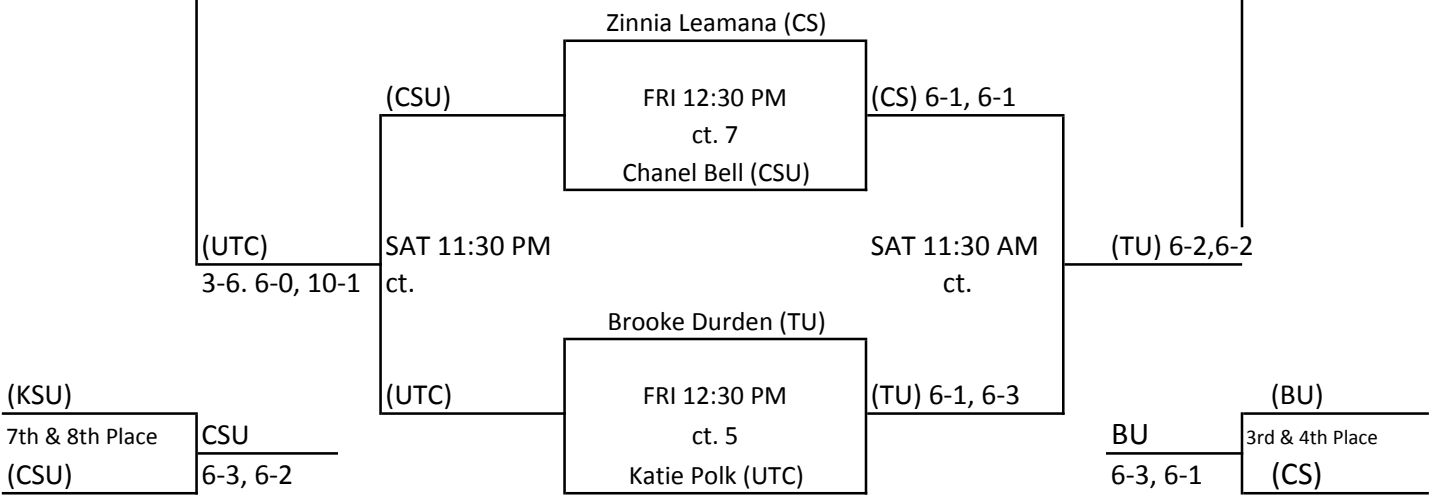 Zinnia Leamana (CS)
(CSU) FRI 12:30 PM (CS) 6-1, 6-1
ct. 7
Chanel Bell (CSU)
(UTC) SAT 11:30 PM SAT 11:30 AM (TU) 6-2,6-2
3-6. 6-0, 10-1 ct. ct.
Brooke Durden (TU)
(KSU) (UTC) FRI 12:30 PM (TU) 6-1, 6-3 (BU)
7th & 8th Place CSU ct. 5 BU 3rd & 4th Place
(CSU) 6-3, 6-2 Katie Polk (UTC) 6-3, 6-1 (CS)